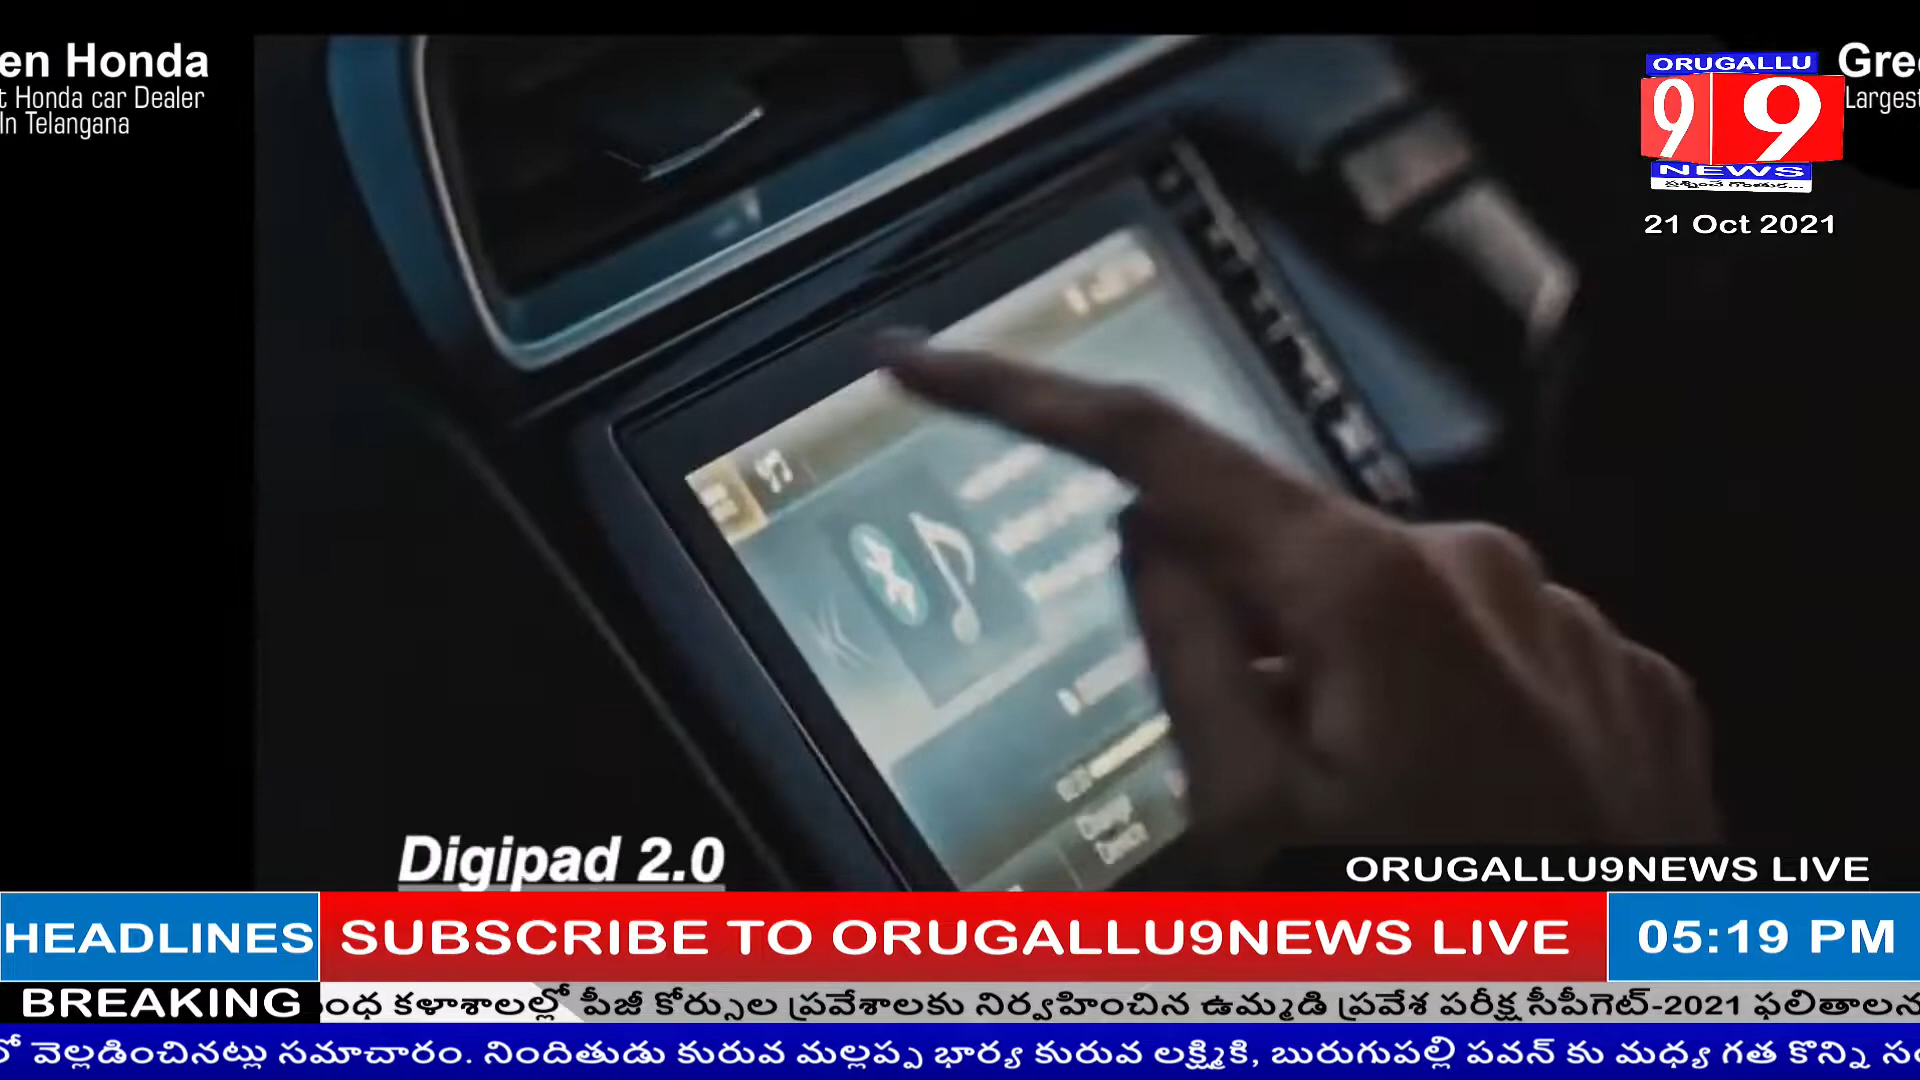 en Honda
t Honda car Dealer
In Telangana
ORUGALLU
9 9
NEWS
ప్రశ్నించే గొంతుక...
Gree
Largest
21 Oct 2021
Digipad 2.0
ORUGALLU9NEWS LIVE
HEADLINES
SUBSCRIBE TO ORUGALLU9NEWS LIVE
05:19 PM
BREAKING
ంధ కళాశాలల్లో పీజీ కోర్సుల ప్రవేశాలకు నిర్వహించిన ఉమ్మడి ప్రవేశ పరీక్ష సీపీగెట్-2021 ఫలితాలను
లో వెల్లడించినట్లు సమాచారం. నిందితుడు కురువ మల్లప్ప భార్య కురువ లక్ష్మికి, బురుగుపల్లి పవన్ కు మధ్య గత కొన్ని